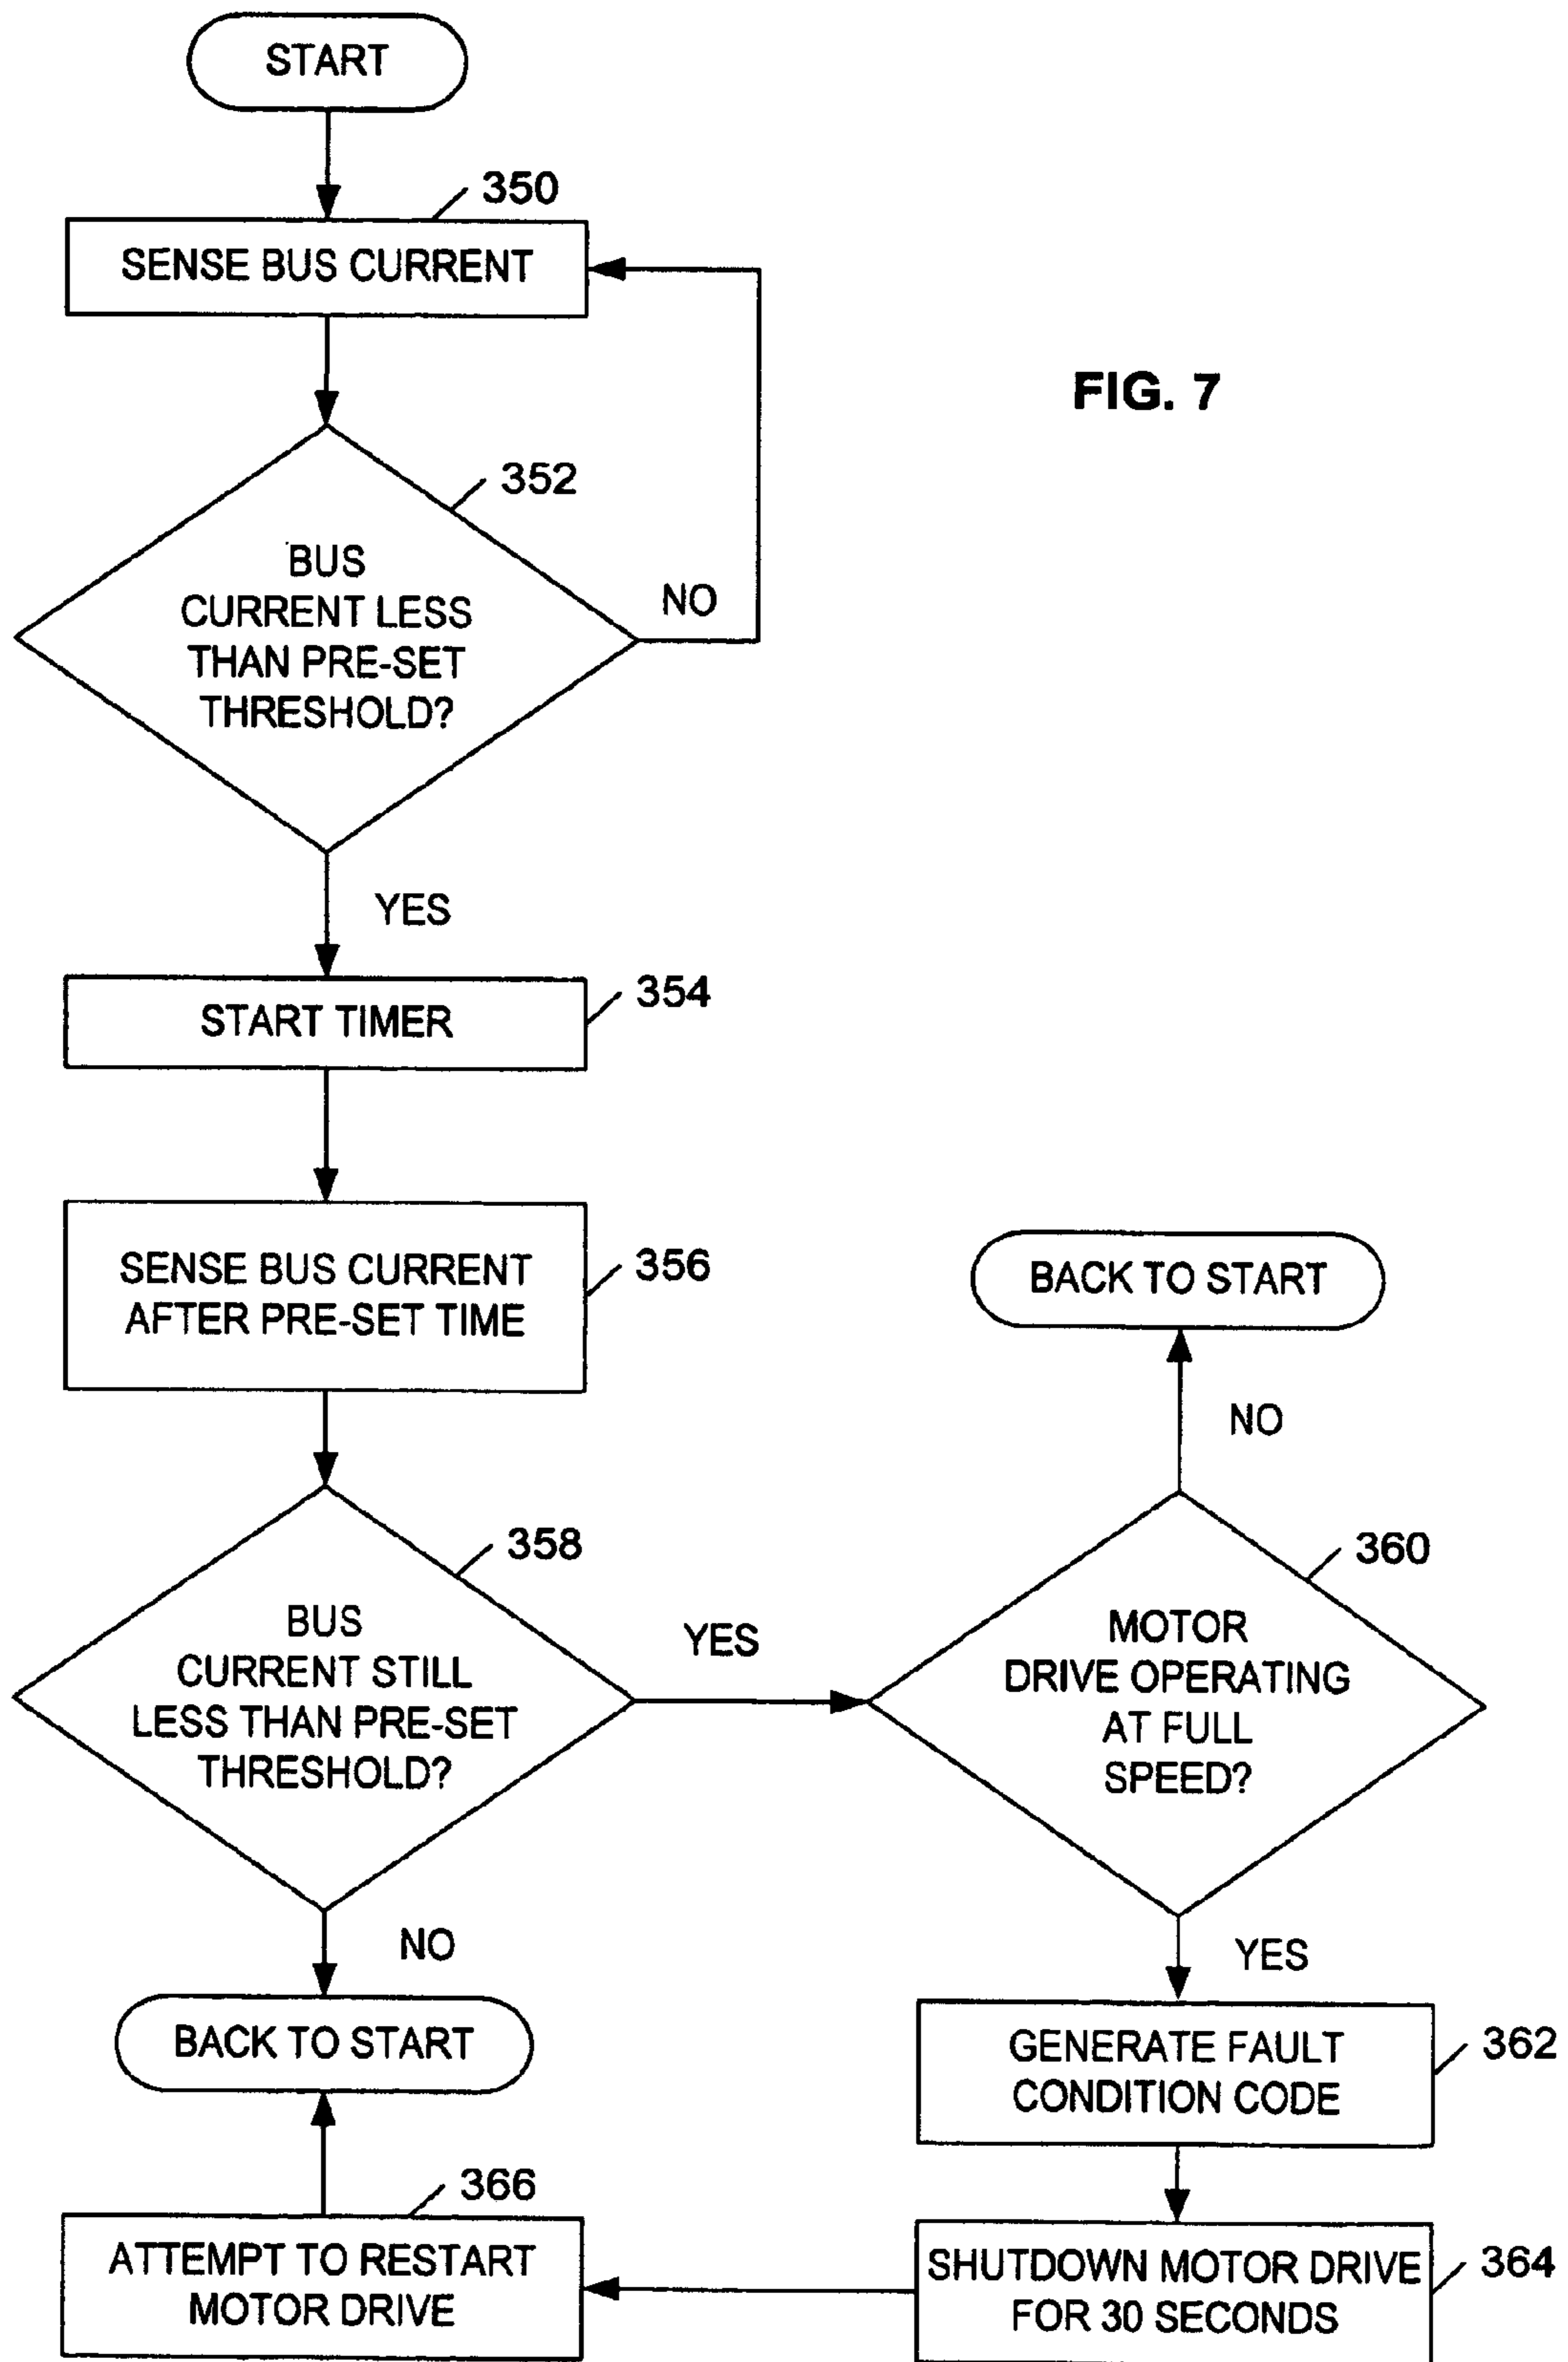 START
350
SENSE BUS CURRENT
FIG. 7
352
BUS
CURRENT LESS
THAN PRE-SET
THRESHOLD?
NO
YES
START TIMER
354
SENSE BUS CURRENT
AFTER PRE-SET TIME
356
BACK TO START
NO
358
BUS
CURRENT STILL
LESS THAN PRE-SET
THRESHOLD?
YES
360
MOTOR
DRIVE OPERATING
AT FULL
SPEED?
NO
YES
BACK TO START
GENERATE FAULT
CONDITION CODE
362
366
ATTEMPT TO RESTART
MOTOR DRIVE
SHUTDOWN MOTOR DRIVE
FOR 30 SECONDS
364